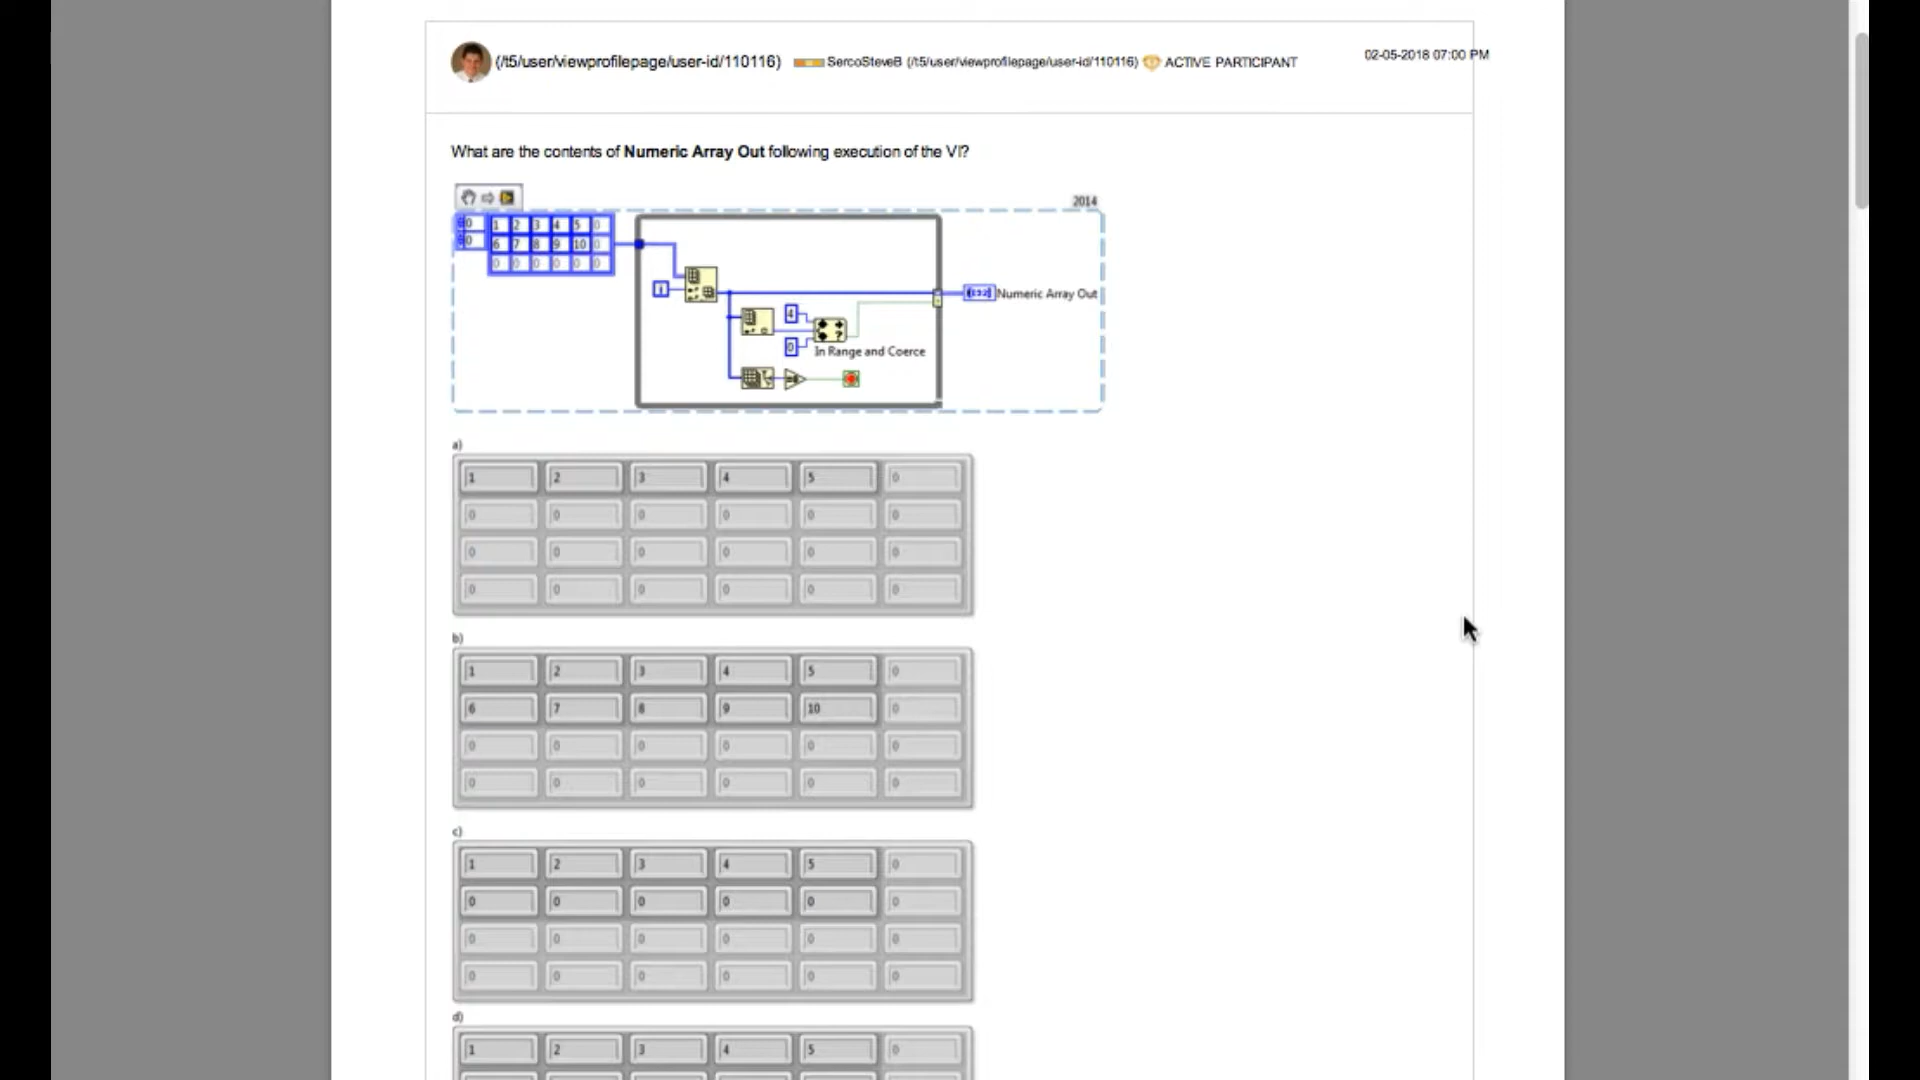 (/t5/user/viewprofilepage/user-id/110116) SercoSteveB (/t5/user/viewprofilepage/user-id/110116) ACTIVE PARTICIPANT 02-05-2018 07:00 PM
What are the contents of Numeric Array Out following execution of the VI?
2014
0 1 2 3 4 5 0
0 6 7 8 9 10 0
0 0 0 0 0 0
i
Numeric Array Out
4
0
In Range and Coerce
a)
1 2 3 4 5 0
0 0 0 0 0 0
0 0 0 0 0 0
0 0 0 0 0 0
b)
1 2 3 4 5 0
6 7 8 9 10 0
0 0 0 0 0 0
0 0 0 0 0 0
c)
1 2 3 4 5 0
0 0 0 0 0 0
0 0 0 0 0 0
0 0 0 0 0 0
d)
1 2 3 4 5 0